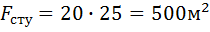 Fсту = 20 · 25 = 500м²